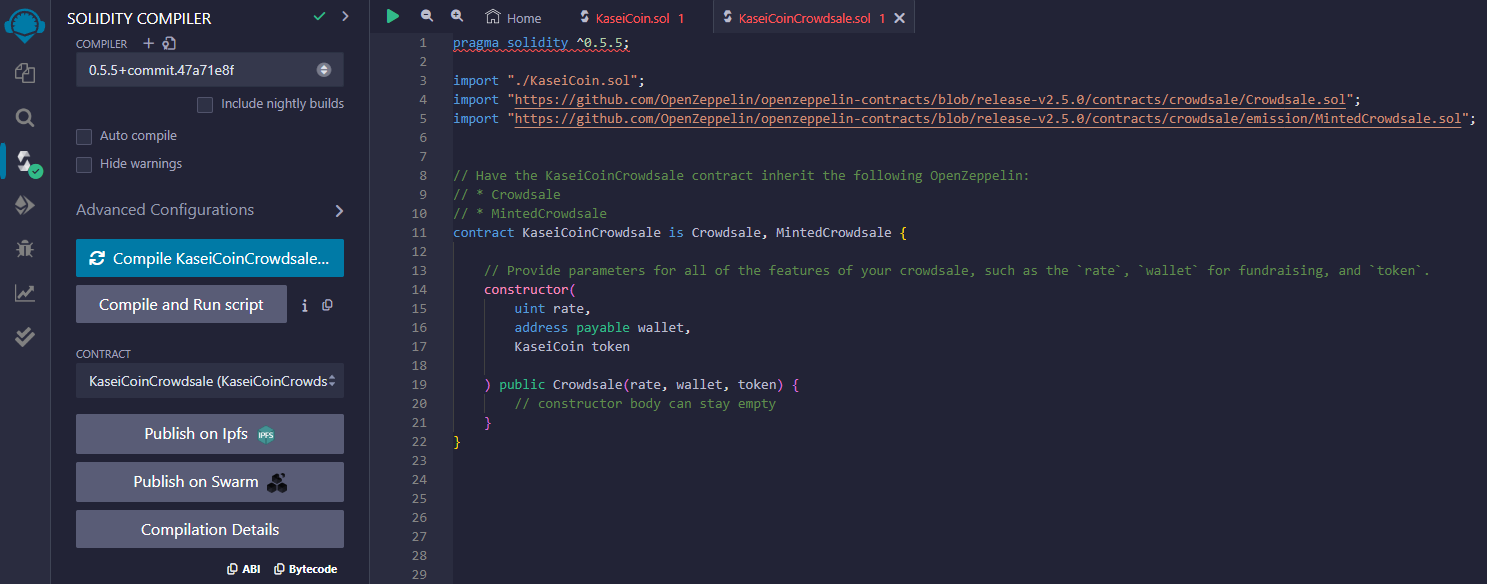 SOLIDITY COMPILER
COMPILER
0.5.5+commit.47a71e8f
Include nightly builds
Auto compile
Hide warnings
Advanced Configurations
Compile KaseiCoinCrowdsale...
Compile and Run script
CONTRACT
KaseiCoinCrowdsale (KaseiCoinCrowds
Publish on Ipfs
IPFS
Publish on Swarm
Compilation Details
ABI
Bytecode
Home
KaseiCoin.sol 1
KaseiCoinCrowdsale.sol 1
1 pragma solidity ^0.5.5;
2
3 import "./KaseiCoin.sol";
4 import "https://github.com/OpenZeppelin/openzeppelin-contracts/blob/release-v2.5.0/contracts/crowdsale/Crowdsale.sol";
5 import "https://github.com/OpenZeppelin/openzeppelin-contracts/blob/release-v2.5.0/contracts/crowdsale/emission/MintedCrowdsale.sol";
6
7
8 // Have the KaseiCoinCrowdsale contract inherit the following OpenZeppelin:
9 // * Crowdsale
10 // * MintedCrowdsale
11 contract KaseiCoinCrowdsale is Crowdsale, MintedCrowdsale {
12
13 // Provide parameters for all of the features of your crowdsale, such as the `rate`, `wallet` for fundraising, and `token`.
14 constructor(
15 uint rate,
16 address payable wallet,
17 KaseiCoin token
18
19 ) public Crowdsale(rate, wallet, token) {
20 // constructor body can stay empty
21 }
22 }
23
24
25
26
27
28
29